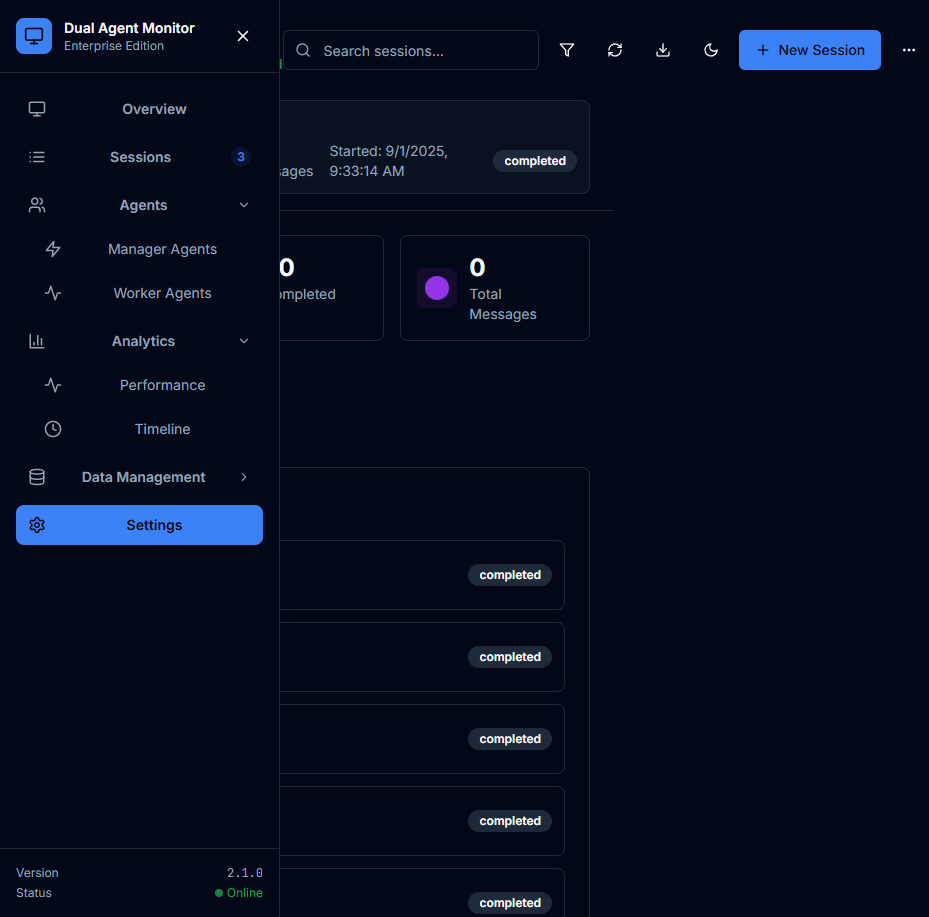 Dual Agent Monitor
Enterprise Edition
Search sessions...
New Session
Overview
Sessions
3
Agents
Manager Agents
Worker Agents
Analytics
Performance
Timeline
Data Management
Settings
Version
2.1.0
Status
Online
Started: 9/1/2025,
9:33:14 AM
completed
0
0
Total
Messages
completed
completed
completed
completed
completed